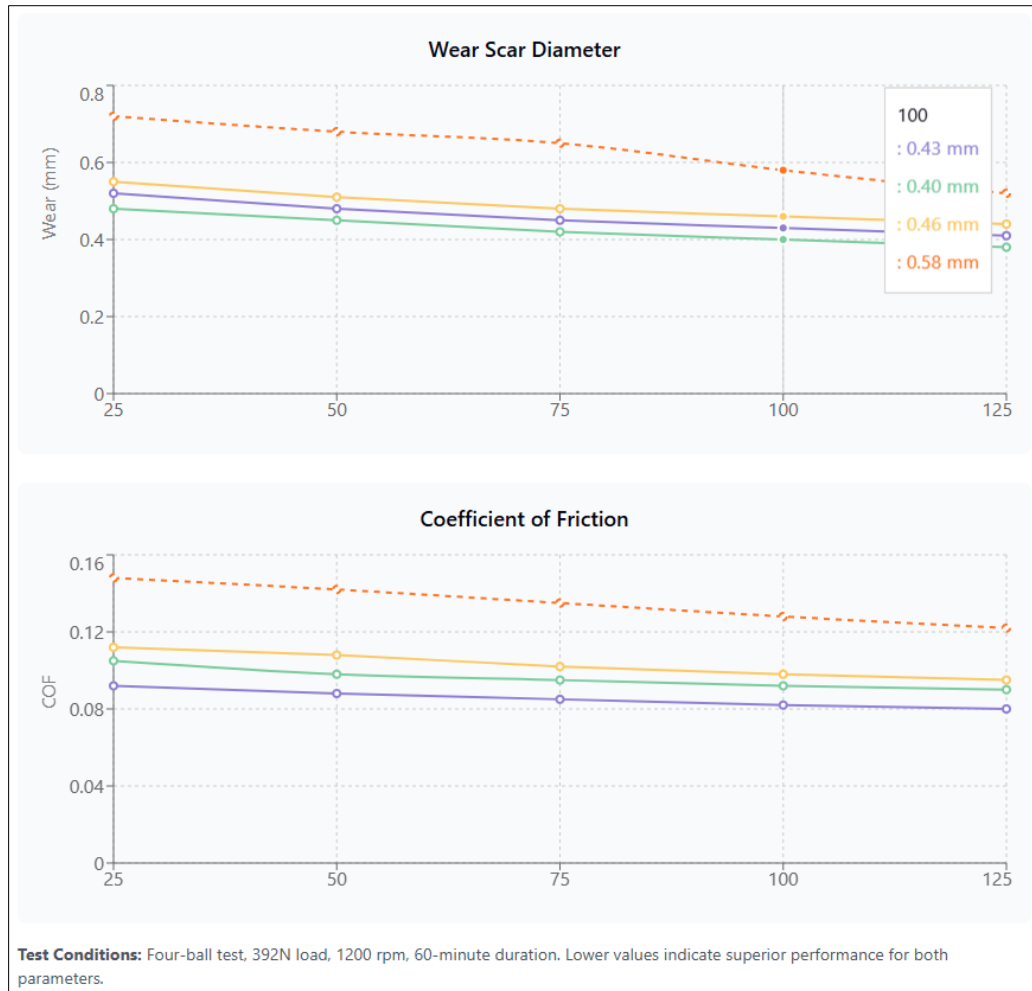 Wear Scar Diameter
0.8
0.6
0.4
0.2
0
Wear (mm)
25 50 75 100 125
100
: 0.43 mm
: 0.40 mm
: 0.46 mm
: 0.58 mm
Coefficient of Friction
0.16
0.12
0.08
0.04
0
COF
25 50 75 100 125
Test Conditions: Four-ball test, 392N load, 1200 rpm, 60-minute duration. Lower values indicate superior performance for both
parameters.